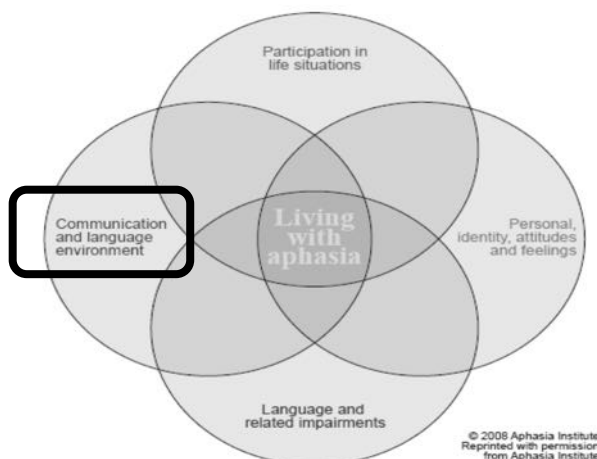 Participation in
life situations
Communication
and language
environment
Living
with
aphasia
Personal,
identity, attitudes
and feelings
Language and
related impairments
© 2008 Aphasia Institute
Reprinted with permission
from Aphasia Institute